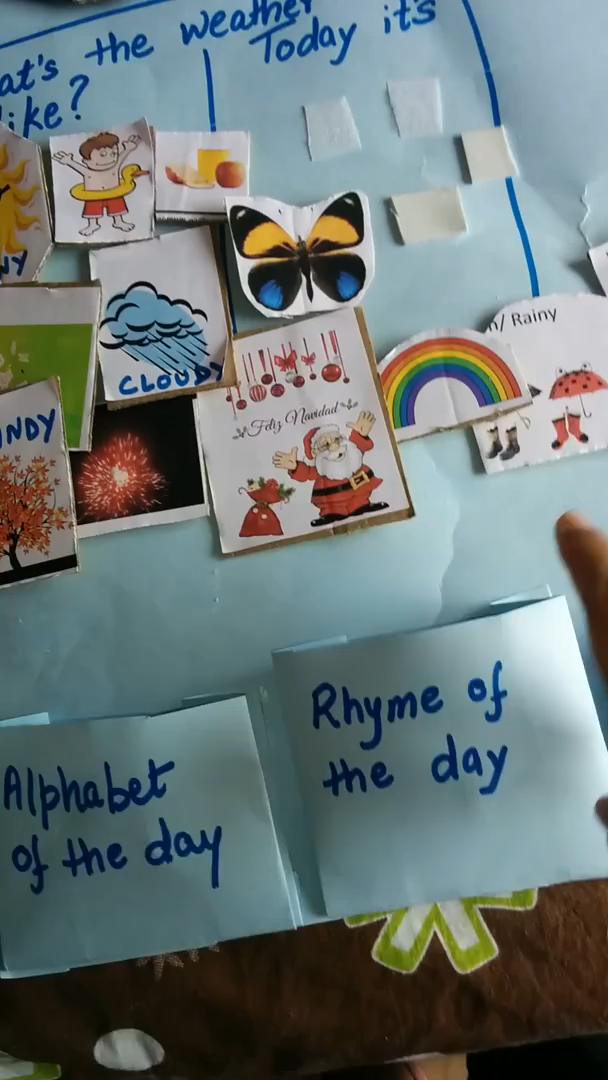 at's the weather
like?
Today it's
NY
CLOUDY
n/ Rainy
NDY
Feliz Navidad
Rhyme of
the day
Alphabet
of the day